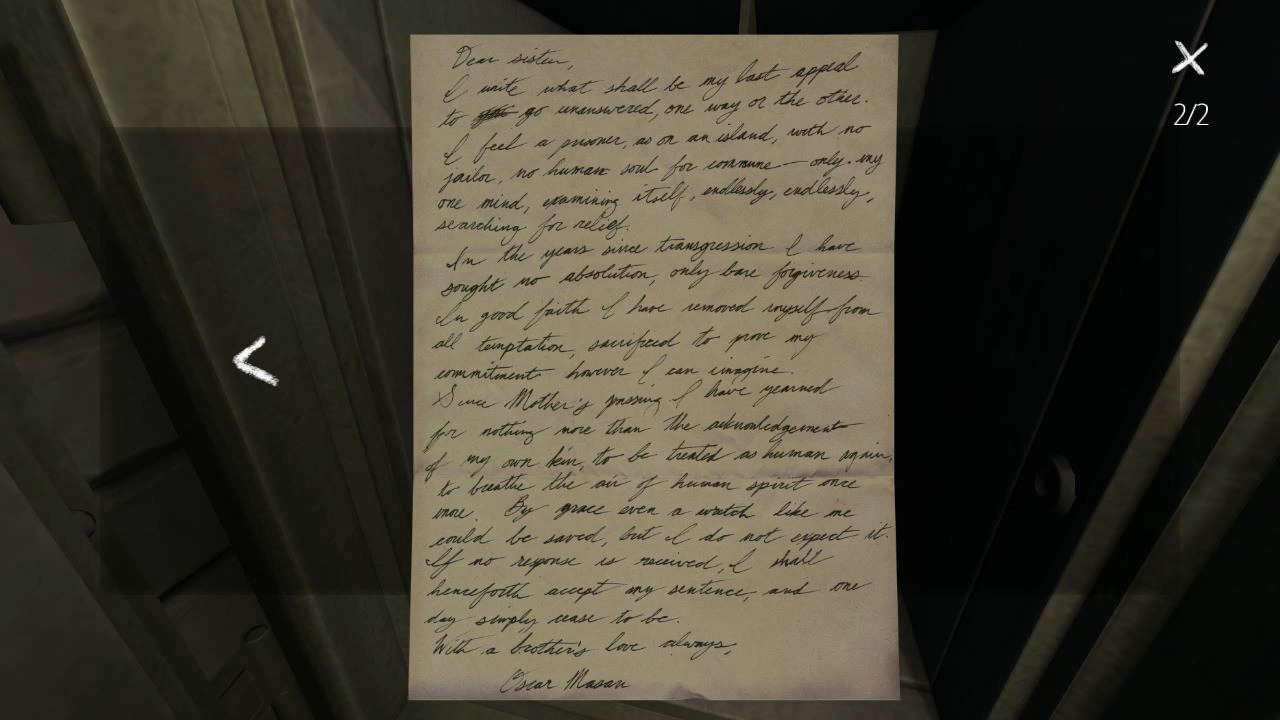 Dear sister,
I write what shall be my last appeal
to go unanswered, one way or the other.
I feel a prisoner, as on an island, with no
jailor, no human soul for commune — only my
one mind, examining itself, endlessly, endlessly,
searching for relief.
In the years since transgression I have
sought no absolution, only bare forgiveness.
In good faith I have removed myself from
all temptation, sacrificed to prove my
commitment however I can imagine.
Since Mother's passing I have yearned
for nothing more than the acknowledgement
of my own kin, to be treated as human again,
to breathe the air of human spirit once
more. By grace even a wretch like me
could be saved, but I do not expect it.
If no reponse is received, I shall
henceforth accept my sentence, and one
day simply cease to be.
With a brother's love always,
Oscar Masan
2/2